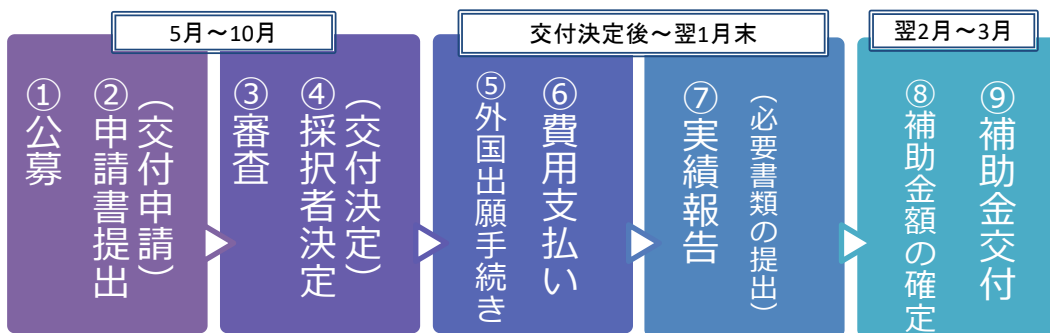 5月～10月
①公募
②申請書提出
（交付申請）
③審査
④採択者決定
（交付決定）
交付決定後～翌1月末
⑤外国出願手続き
⑥費用支払い
⑦実績報告
（必要書類の提出）
翌2月～3月
⑧補助金額の確定
⑨補助金交付